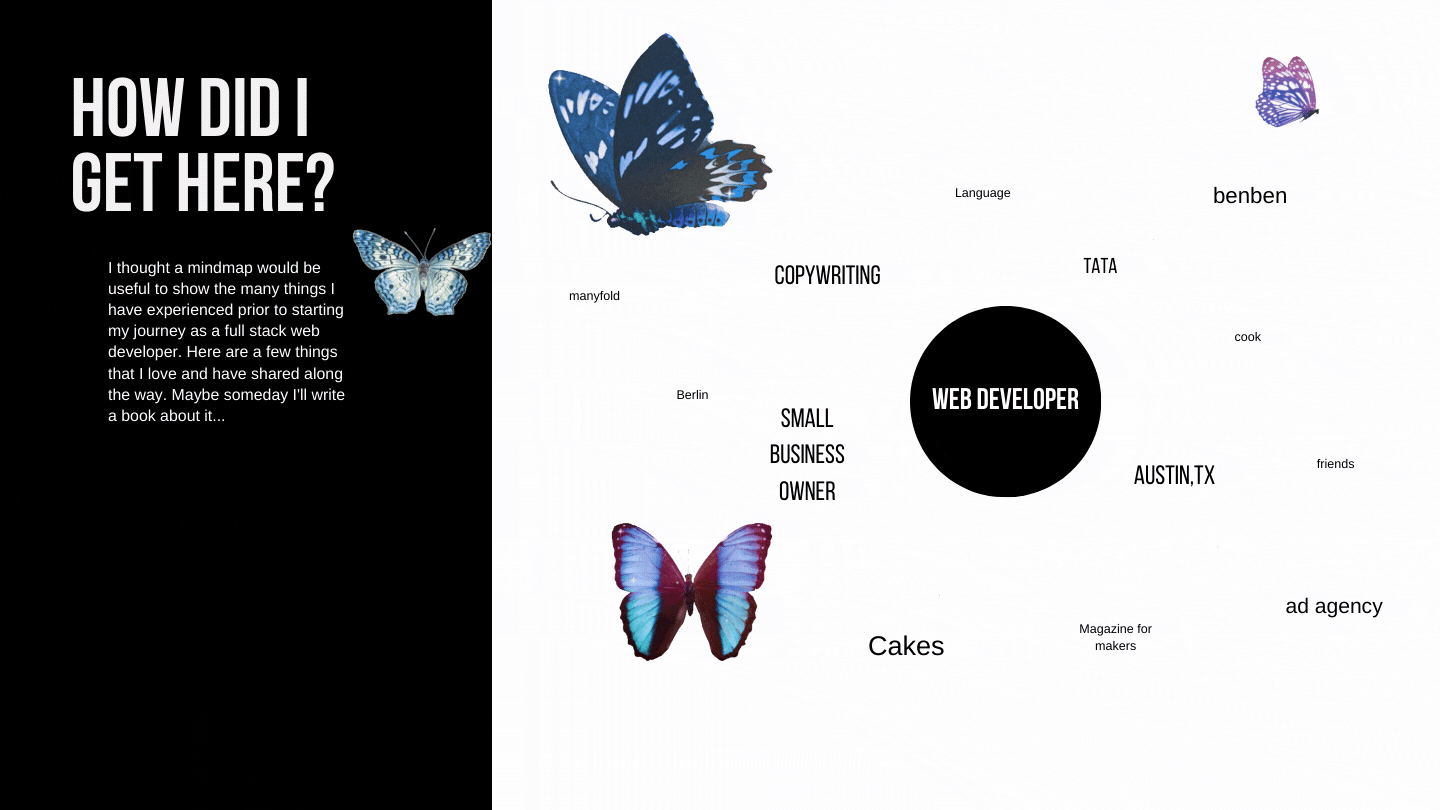 HOW DID I
GET HERE?
I thought a mindmap would be
useful to show the many things I
have experienced prior to starting
my journey as a full stack web
developer. Here are a few things
that I love and have shared along
the way. Maybe someday I'll write
a book about it...
Language
benben
COPYWRITING
TATA
manyfold
cook
Berlin
WEB DEVELOPER
SMALL
BUSINESS
OWNER
AUSTIN,TX
friends
ad agency
Cakes
Magazine for
makers